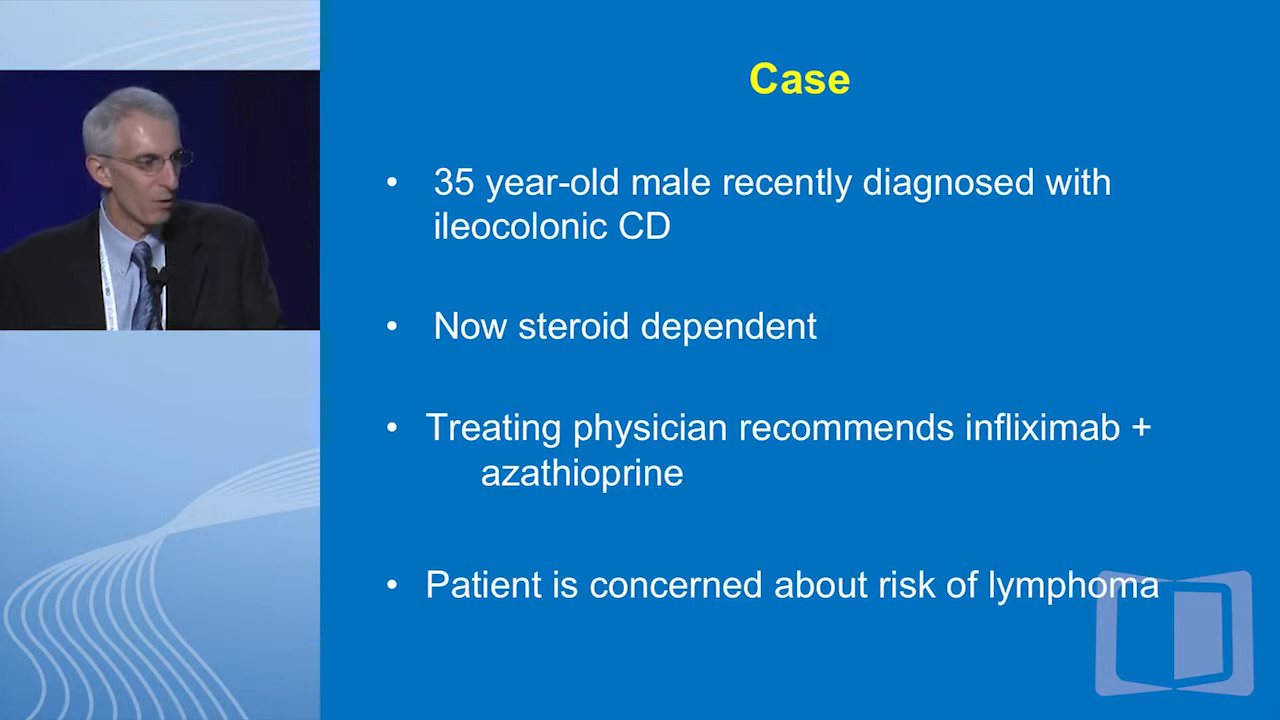 Case
• 35 year-old male recently diagnosed with
ileocolonic CD
• Now steroid dependent
• Treating physician recommends infliximab +
azathioprine
• Patient is concerned about risk of lymphoma